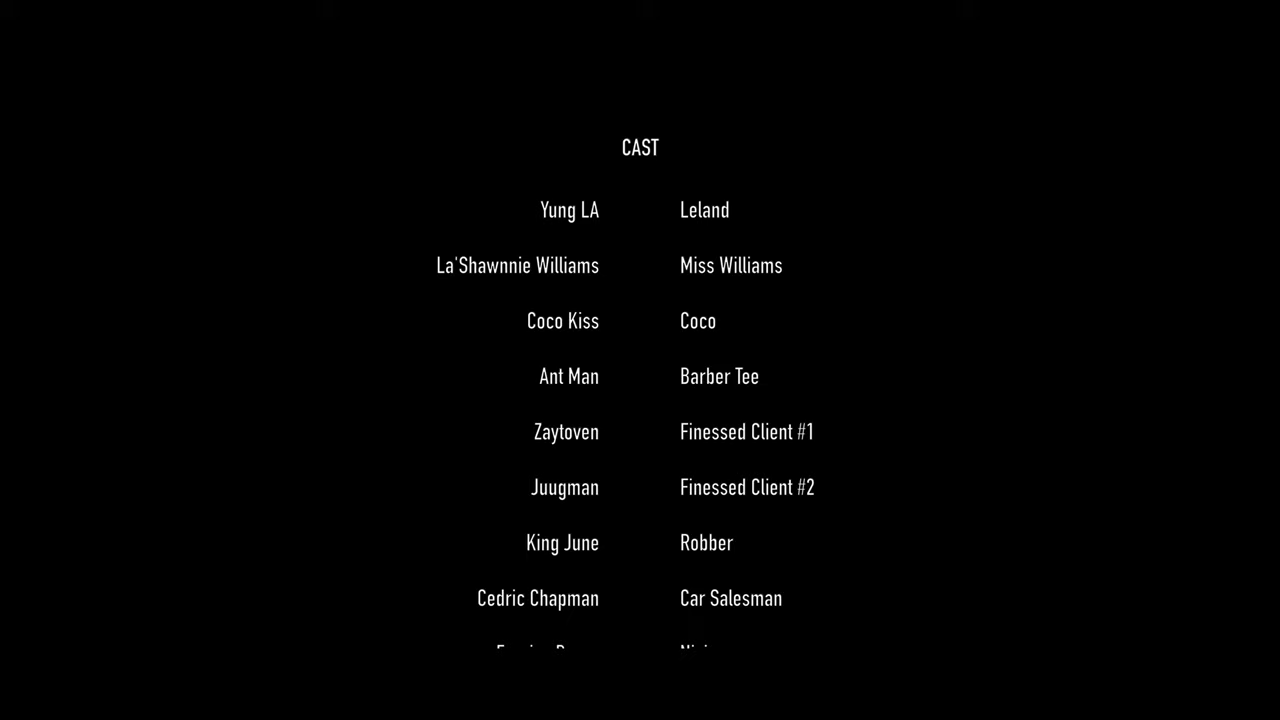 CAST
Yung LA Leland
La'Shawnnie Williams Miss Williams
Coco Kiss Coco
Ant Man Barber Tee
Zaytoven Finessed Client #1
Juugman Finessed Client #2
King June Robber
Cedric Chapman Car Salesman